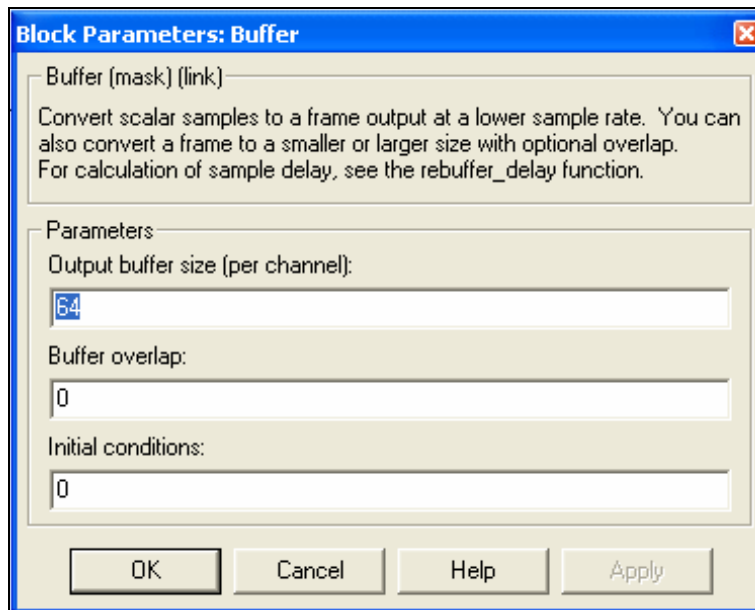 Block Parameters: Buffer
Buffer (mask) (link)
Convert scalar samples to a frame output at a lower sample rate.  You can
also convert a frame to a smaller or larger size with optional overlap.
For calculation of sample delay, see the rebuffer_delay function.
Parameters
Output buffer size (per channel):
64
Buffer overlap:
0
Initial conditions:
0
OK Cancel Help Apply